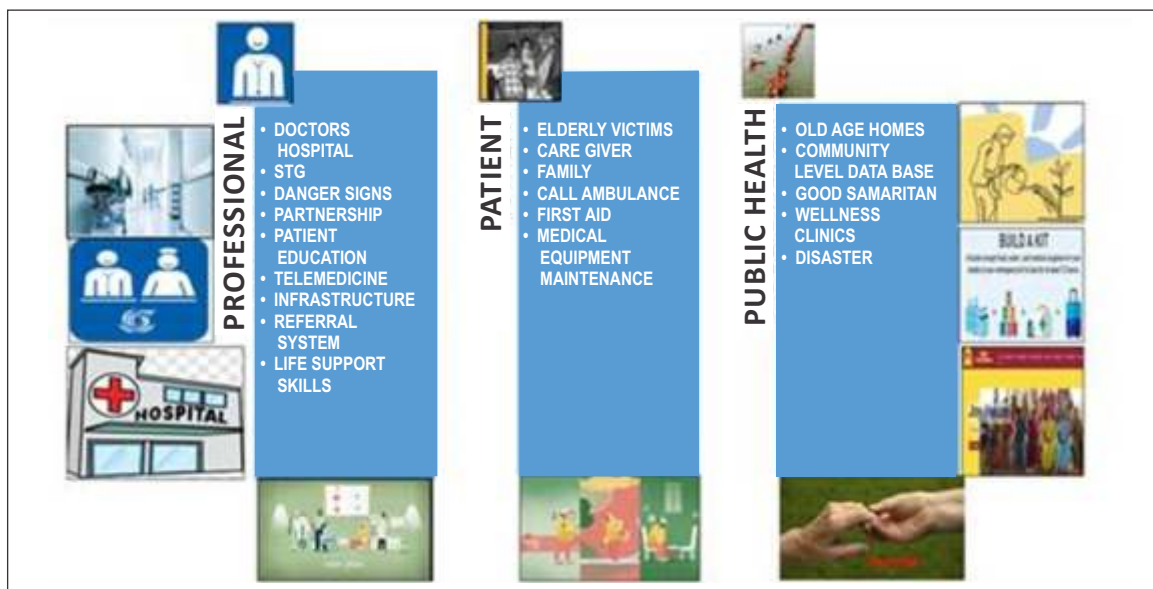 PROFESSIONAL
• DOCTORS
HOSPITAL
• STG
• DANGER SIGNS
• PARTNERSHIP
• PATIENT
EDUCATION
• TELEMEDICINE
• INFRASTRUCTURE
• REFERRAL
SYSTEM
• LIFE SUPPORT
SKILLS
HOSPITAL
PATIENT
• ELDERLY VICTIMS
• CARE GIVER
• FAMILY
• CALL AMBULANCE
• FIRST AID
• MEDICAL
EQUIPMENT
MAINTENANCE
PUBLIC HEALTH
• OLD AGE HOMES
• COMMUNITY
LEVEL DATA BASE
• GOOD SAMARITAN
• WELLNESS
CLINICS
• DISASTER
BUILD A KIT